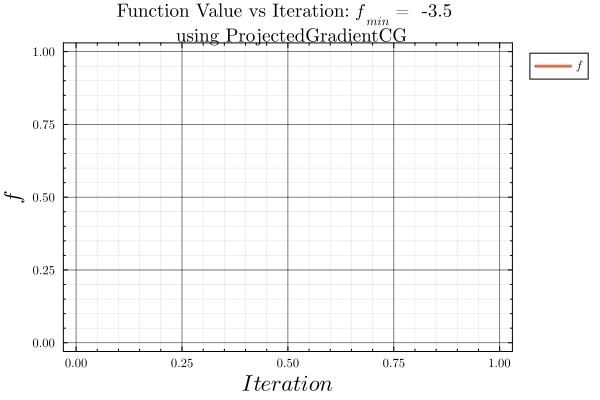 Function Value vs Iteration: f_min = -3.5
using ProjectedGradientCG
1.00
f
0.75
0.50
f
0.25
0.00
0.00 0.25 0.50 0.75 1.00
Iteration